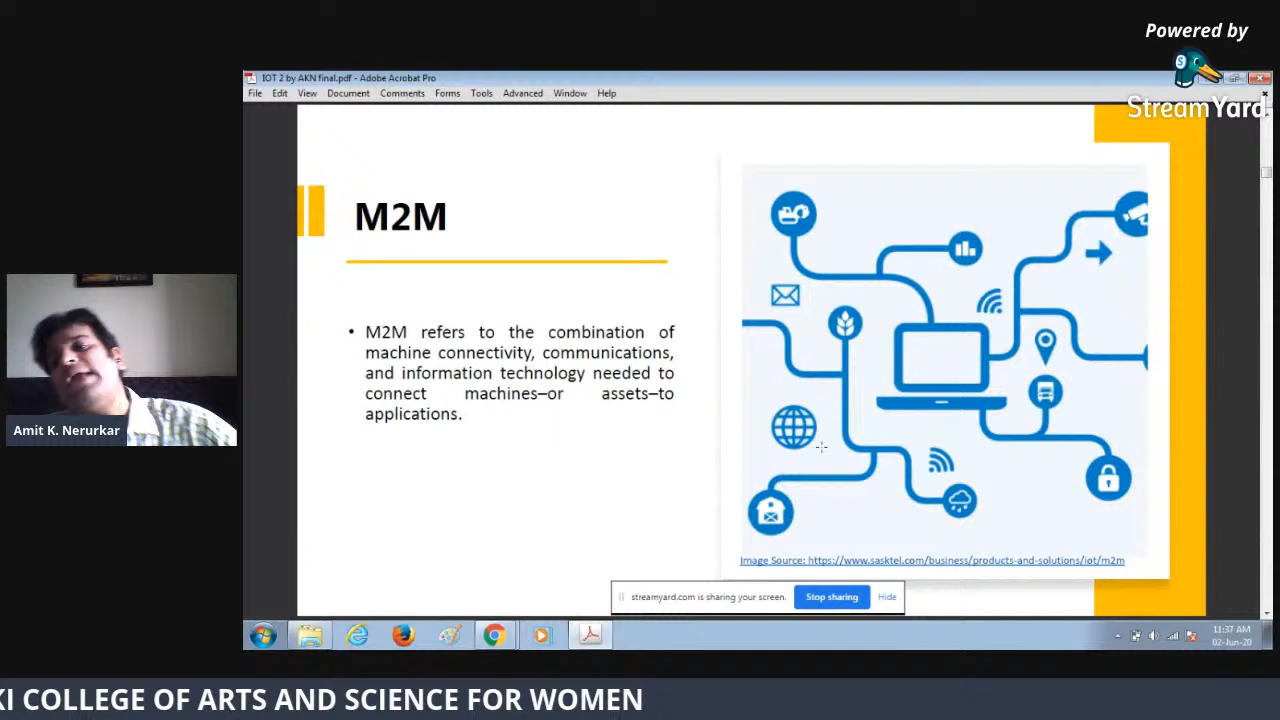 Powered by
StreamYard
IOT 2 by AKN final.pdf - Adobe Acrobat Pro
File Edit View Document Comments Forms Tools Advanced Window Help
M2M
• M2M refers to the combination of
machine connectivity, communications,
and information technology needed to
connect machines–or assets–to
applications.
Image Source: https://www.sasktel.com/business/products-and-solutions/iot/m2m
Amit K. Nerurkar
streamyard.com is sharing your screen. Stop sharing Hide
11:37 AM
02-Jun-20
KI COLLEGE OF ARTS AND SCIENCE FOR WOMEN